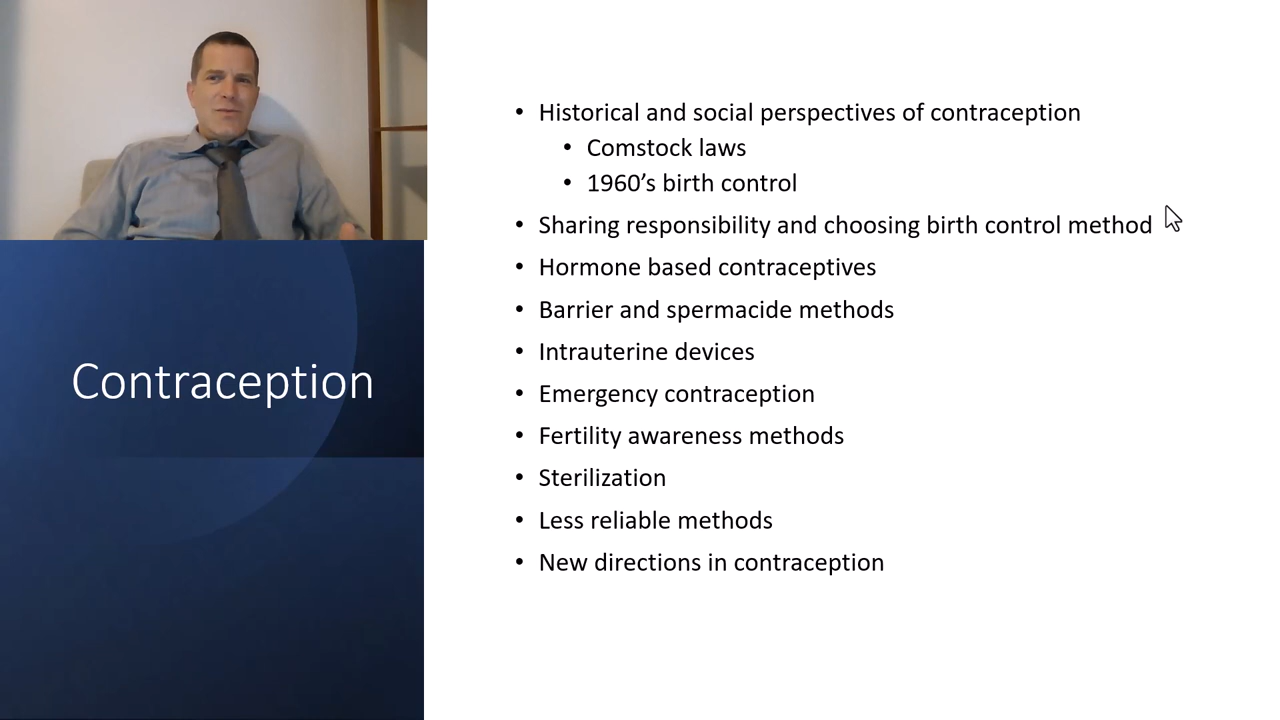 Contraception
Historical and social perspectives of contraception
Comstock laws
1960’s birth control
Sharing responsibility and choosing birth control method
Hormone based contraceptives
Barrier and spermacide methods
Intrauterine devices
Emergency contraception
Fertility awareness methods
Sterilization
Less reliable methods
New directions in contraception